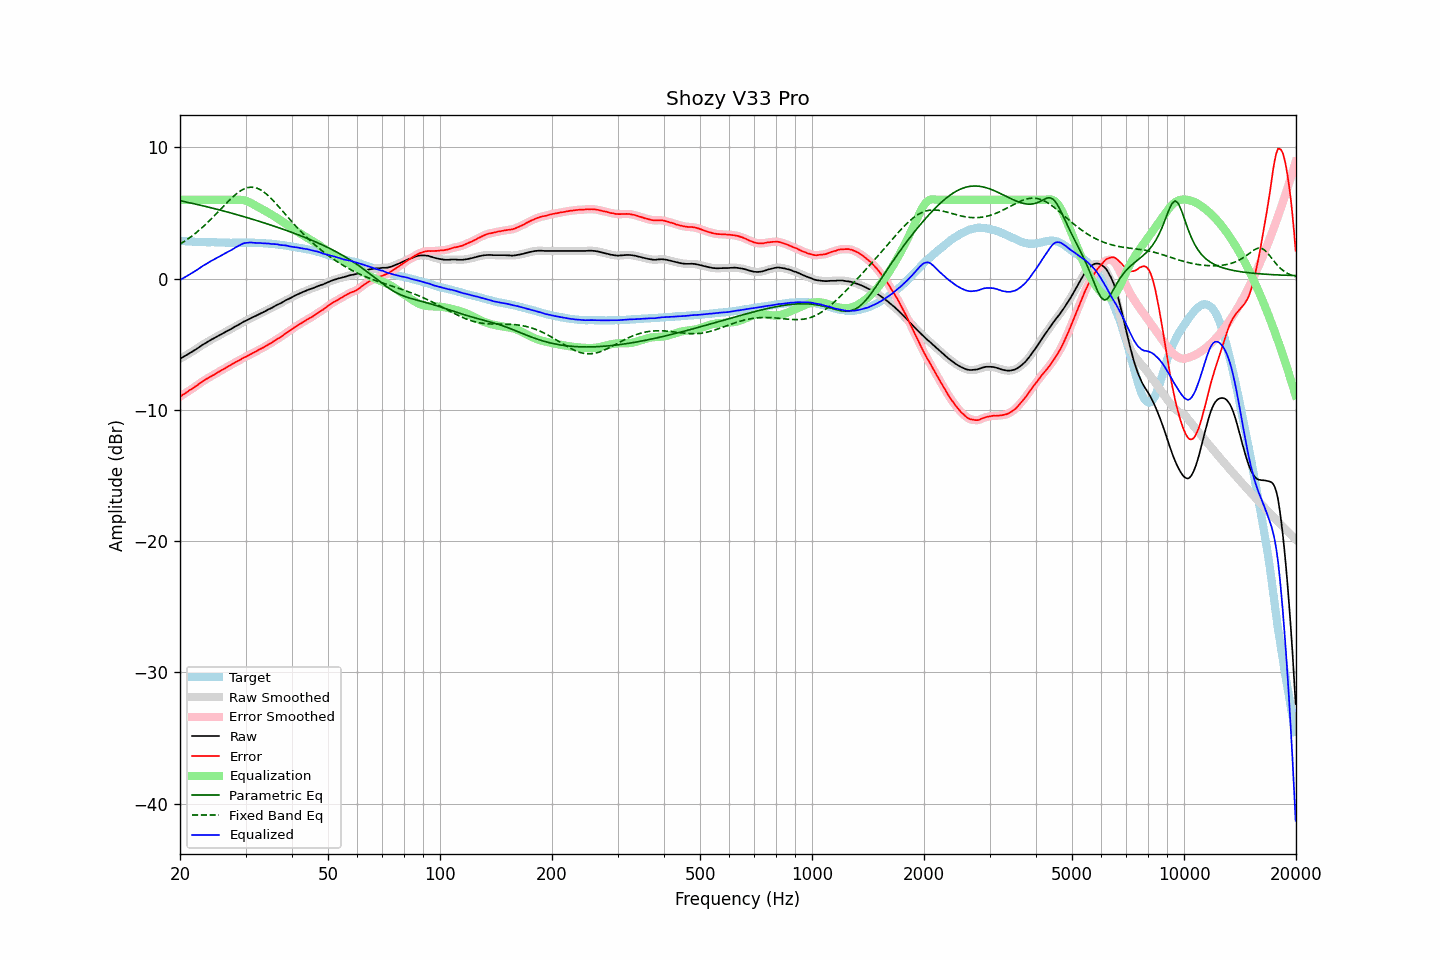 Shozy V33 Pro
10
0
−10
−20
−30
−40
Amplitude (dBr)
Target
Raw Smoothed
Error Smoothed
Raw
Error
Equalization
Parametric Eq
Fixed Band Eq
Equalized
20 50 100 200 500 1000 2000 5000 10000 20000
Frequency (Hz)